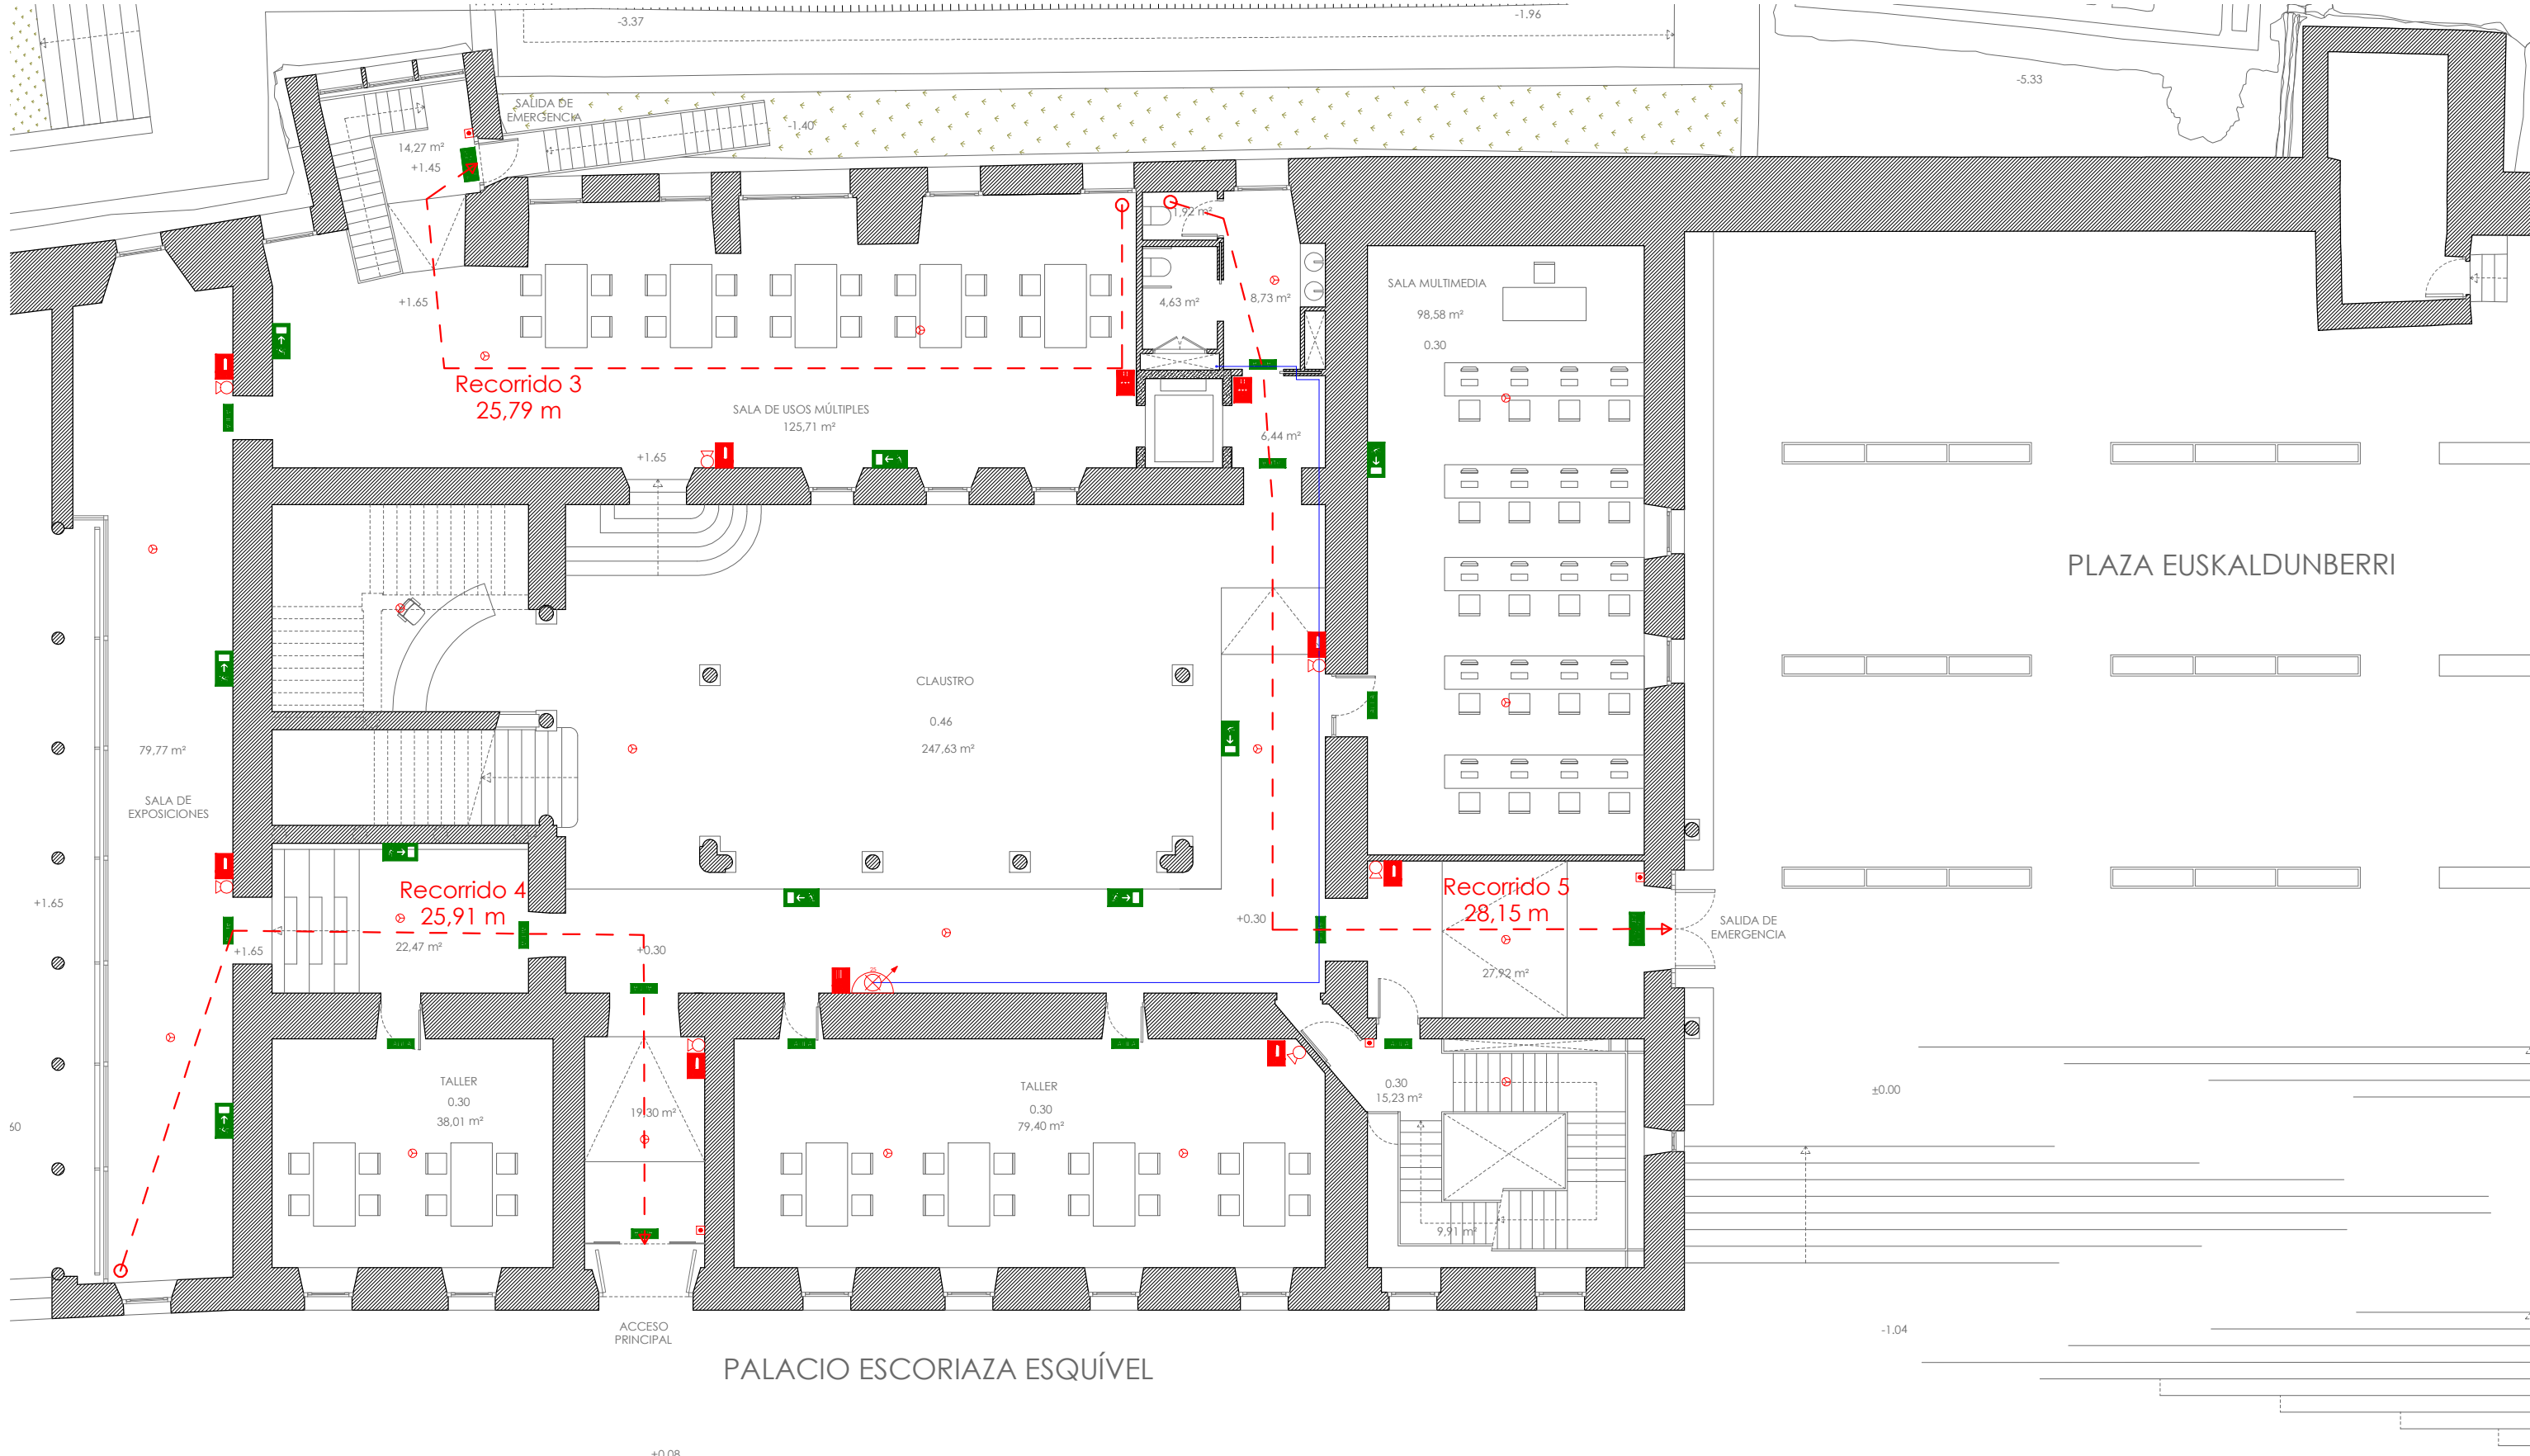 -3.37
-1.96
-5.33
SALIDA DE
EMERGENCIA
-1.40
14,27 m²
+1.45
1,92 m²
+1.65
4,63 m²
8,73 m²
SALA MULTIMEDIA
98,58 m²
0.30
Recorrido 3
25,79 m
SALA DE USOS MÚLTIPLES
125,71 m²
6,44 m²
+1.65
PLAZA EUSKALDUNBERRI
CLAUSTRO
0.46
247,63 m²
79,77 m²
SALA DE
EXPOSICIONES
Recorrido 4
25,91 m
Recorrido 5
28,15 m
+1.65
+0.30
SALIDA DE
EMERGENCIA
+1.65
22,47 m²
+0.30
27,92 m²
25
TALLER
0.30
38,01 m²
19,30 m²
TALLER
0.30
79,40 m²
0.30
15,23 m²
±0.00
60
9,91 m²
ACCESO
PRINCIPAL
-1.04
PALACIO ESCORIAZA ESQUÍVEL
+0.08